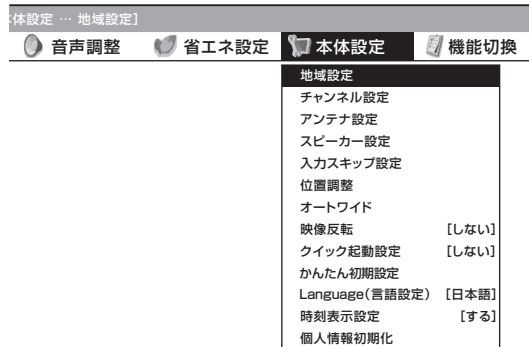 体設定 … 地域設定]
音声調整 省エネ設定 本体設定 機能切換
地域設定
チャンネル設定
アンテナ設定
スピーカー設定
入力スキップ設定
位置調整
オートワイド
映像反転 [しない]
クイック起動設定 [しない]
かんたん初期設定
Language(言語設定) [日本語]
時刻表示設定 [する]
個人情報初期化